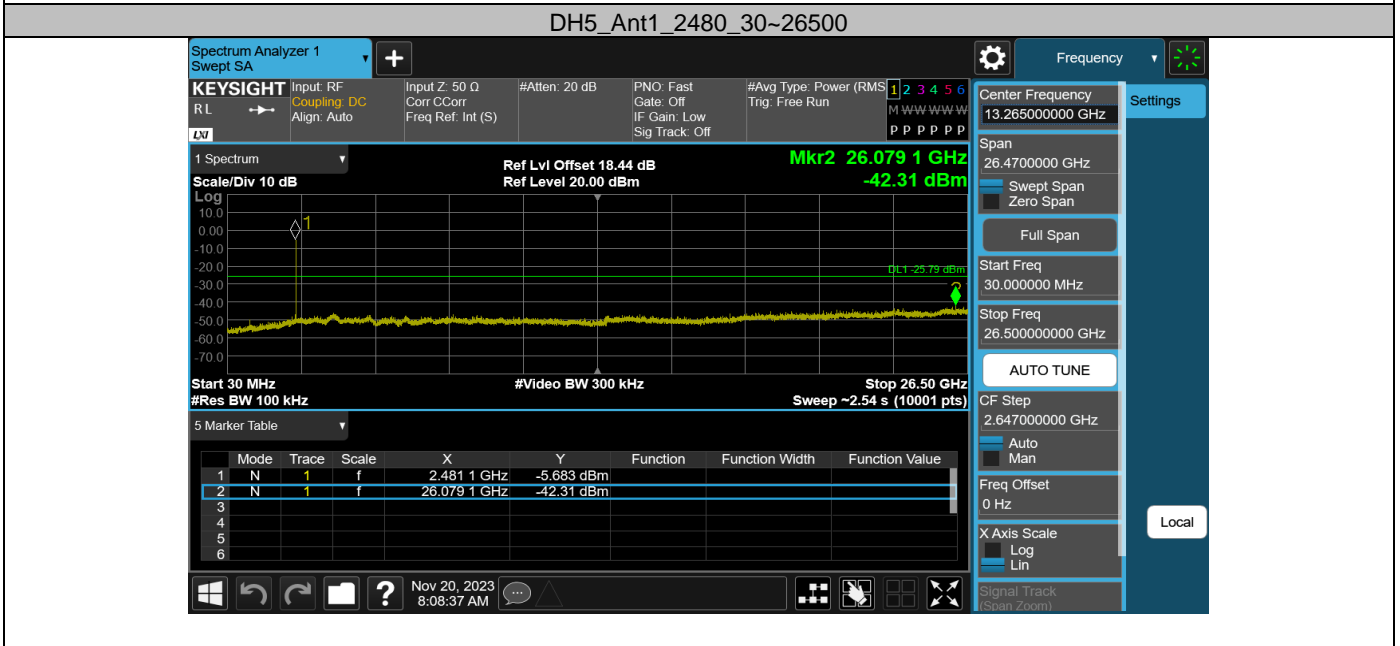 DH5_Ant1_2480_30~26500
Spectrum Analyzer 1
Swept SA
Frequency
KEYSIGHT
RL
LXI
Input: RF
Coupling: DC
Align: Auto
Input Z: 50 Ω
Corr CCorr
Freq Ref: Int (S)
#Atten: 20 dB
PNO: Fast
Gate: Off
IF Gain: Low
Sig Track: Off
#Avg Type: Power (RMS
Trig: Free Run
1 2 3 4 5 6
M W W W W W
P P P P P P
1 Spectrum
Scale/Div 10 dB
Ref Lvl Offset 18.44 dB
Ref Level 20.00 dBm
Mkr2 26.079 1 GHz
-42.31 dBm
Log
10.0
0.00
-10.0
-20.0
-30.0
-40.0
-50.0
-60.0
-70.0
1
DL1 -25.79 dBm
2
Start 30 MHz
#Res BW 100 kHz
#Video BW 300 kHz
Stop 26.50 GHz
Sweep ~2.54 s (10001 pts)
5 Marker Table
Mode Trace Scale X Y Function Function Width Function Value
1 N 1 f 2.481 1 GHz -5.683 dBm
2 N 1 f 26.079 1 GHz -42.31 dBm
3
4
5
6
Nov 20, 2023
8:08:37 AM
Center Frequency
13.265000000 GHz
Span
26.4700000 GHz
Swept Span
Zero Span
Full Span
Start Freq
30.000000 MHz
Stop Freq
26.500000000 GHz
AUTO TUNE
CF Step
2.647000000 GHz
Auto
Man
Freq Offset
0 Hz
X Axis Scale
Log
Lin
Signal Track
(Span Zoom)
Settings
Local